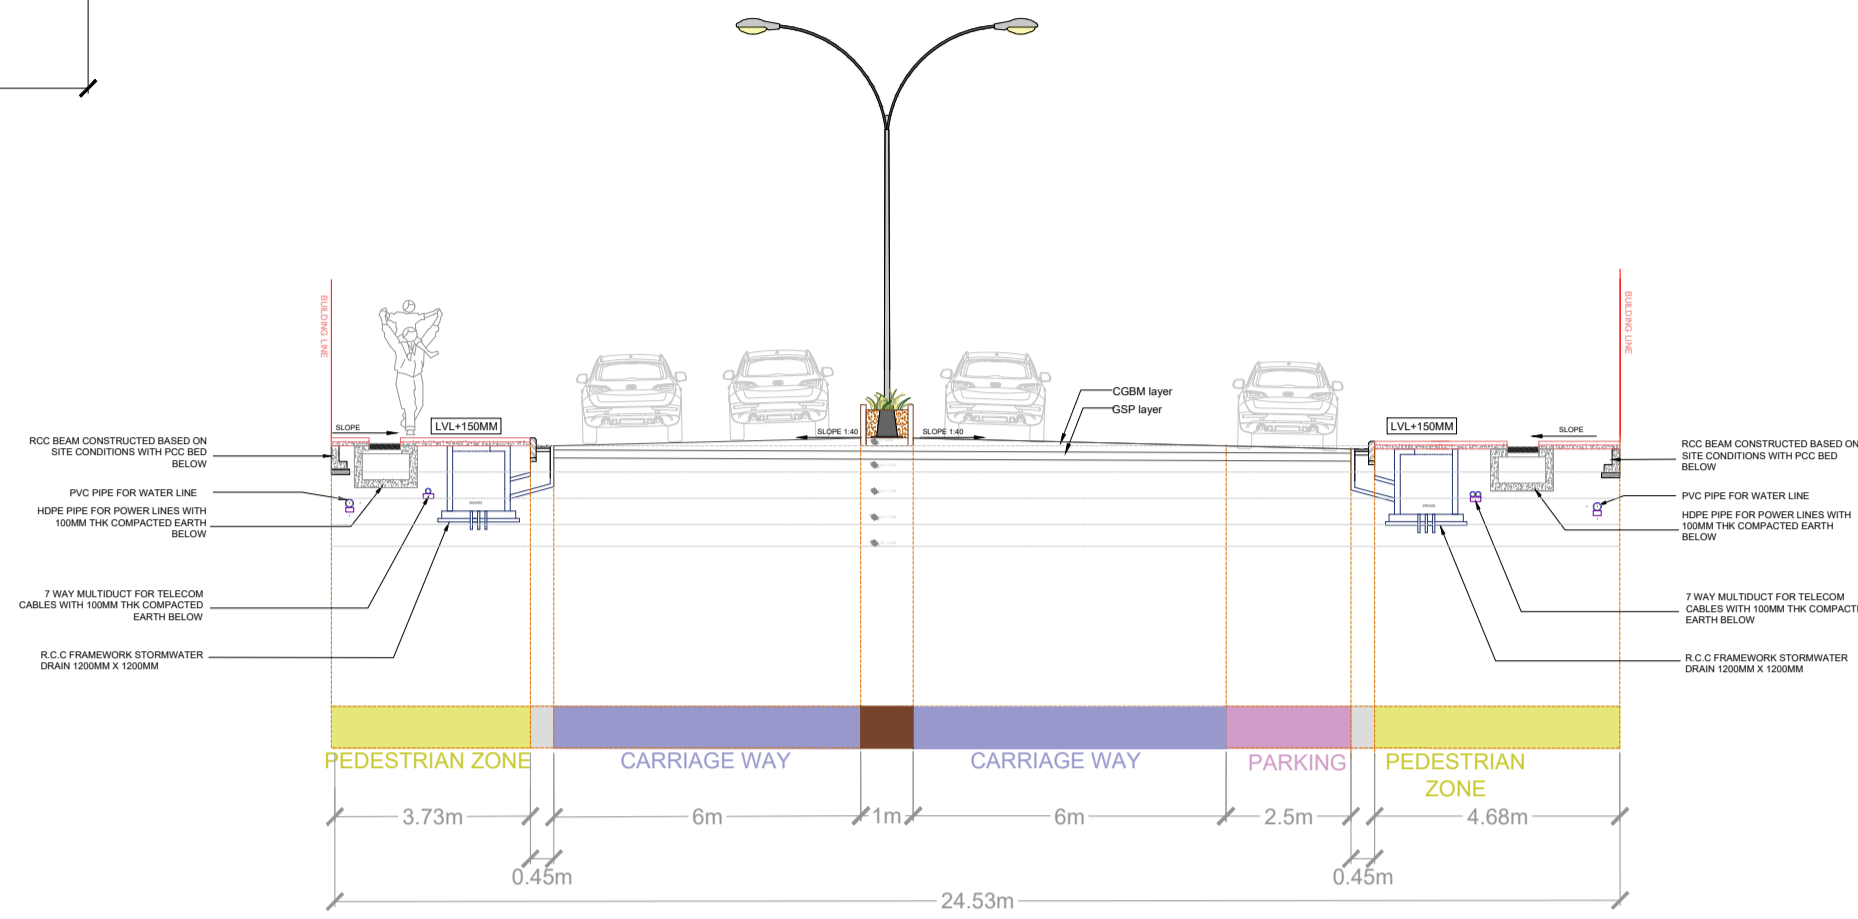 CGBM layer
GSP layer
BUILDING LINE
BUILDING LINE
SLOPE
LVL+150MM
SLOPE 1:40
SLOPE 1:40
LVL+150MM
SLOPE
RCC BEAM CONSTRUCTED BASED ON
SITE CONDITIONS WITH PCC BED
BELOW
PVC PIPE FOR WATER LINE
HDPE PIPE FOR POWER LINES WITH
100MM THK COMPACTED EARTH
BELOW
7 WAY MULTIDUCT FOR TELECOM
CABLES WITH 100MM THK COMPACTED
EARTH BELOW
R.C.C FRAMEWORK STORMWATER
DRAIN 1200MM X 1200MM
RCC BEAM CONSTRUCTED BASED ON
SITE CONDITIONS WITH PCC BED
BELOW
PVC PIPE FOR WATER LINE
HDPE PIPE FOR POWER LINES WITH
100MM THK COMPACTED EARTH
BELOW
7 WAY MULTIDUCT FOR TELECOM
CABLES WITH 100MM THK COMPACT
EARTH BELOW
R.C.C FRAMEWORK STORMWATER
DRAIN 1200MM X 1200MM
PEDESTRIAN ZONE
CARRIAGE WAY
CARRIAGE WAY
PARKING
PEDESTRIAN
ZONE
3.73m
6m
1m
6m
2.5m
4.68m
0.45m
0.45m
24.53m